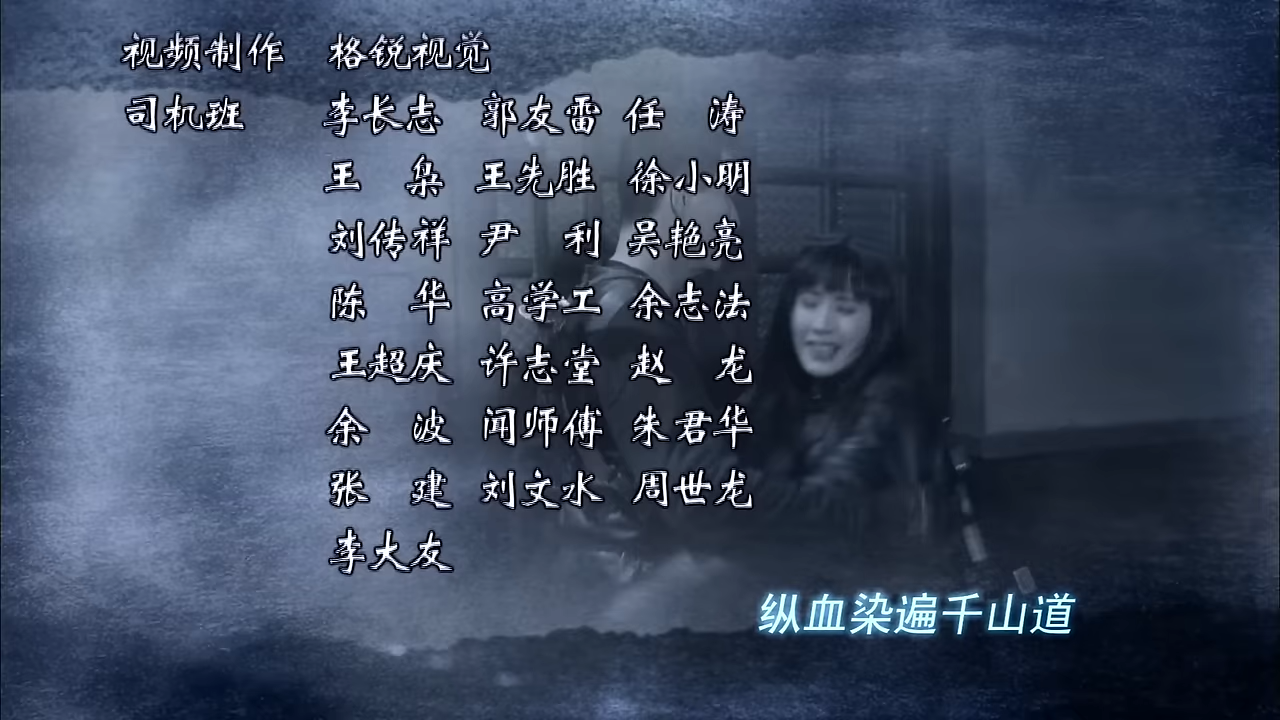 视频制作 格锐视觉
司机班 李长志 郭友雷 任 涛
王 枭 王先胜 徐小明
刘传祥 尹 利 吴艳亮
陈 华 高学工 余志法
王超庆 许志堂 赵 龙
余 波 闻师傅 朱君华
张 建 刘文水 周世龙
李大友
纵血染遍千山道